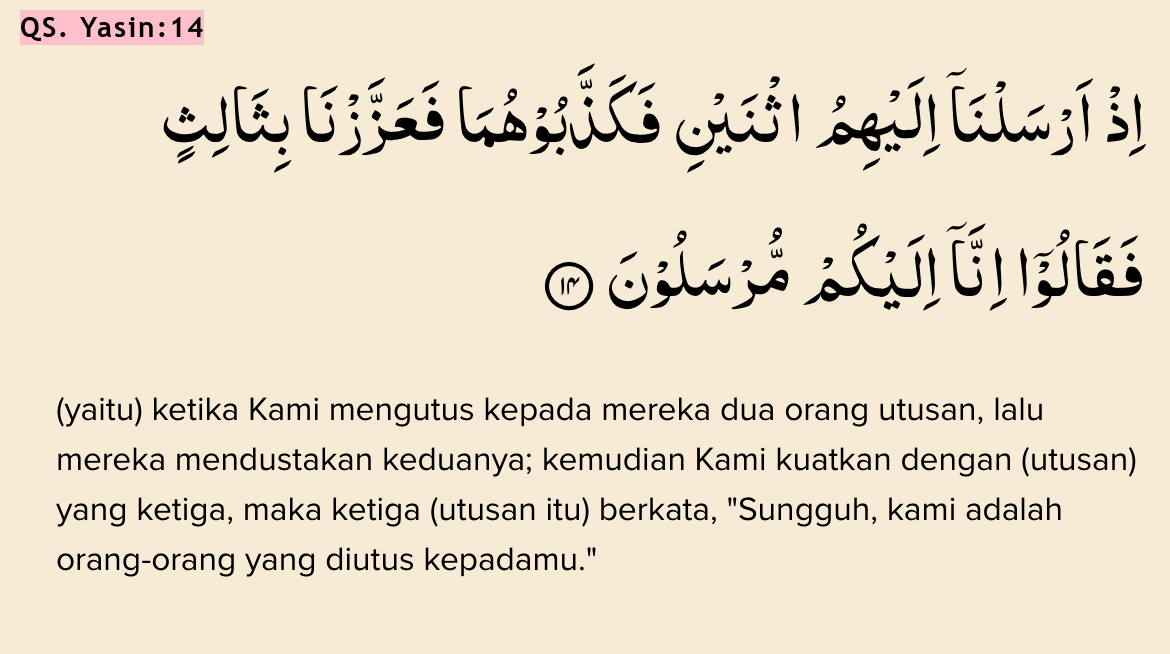 QS. Yasin:14
اِذْ اَرْسَلْنَآ اِلَيْهِمُ اثْنَيْنِ فَكَذَّبُوْهُمَا فَعَزَّزْنَا بِثَالِثٍ
فَقَالُوْٓا اِنَّآ اِلَيْكُمْ مُّرْسَلُوْنَ ١٤
(yaitu) ketika Kami mengutus kepada mereka dua orang utusan, lalu
mereka mendustakan keduanya; kemudian Kami kuatkan dengan (utusan)
yang ketiga, maka ketiga (utusan itu) berkata, "Sungguh, kami adalah
orang-orang yang diutus kepadamu."